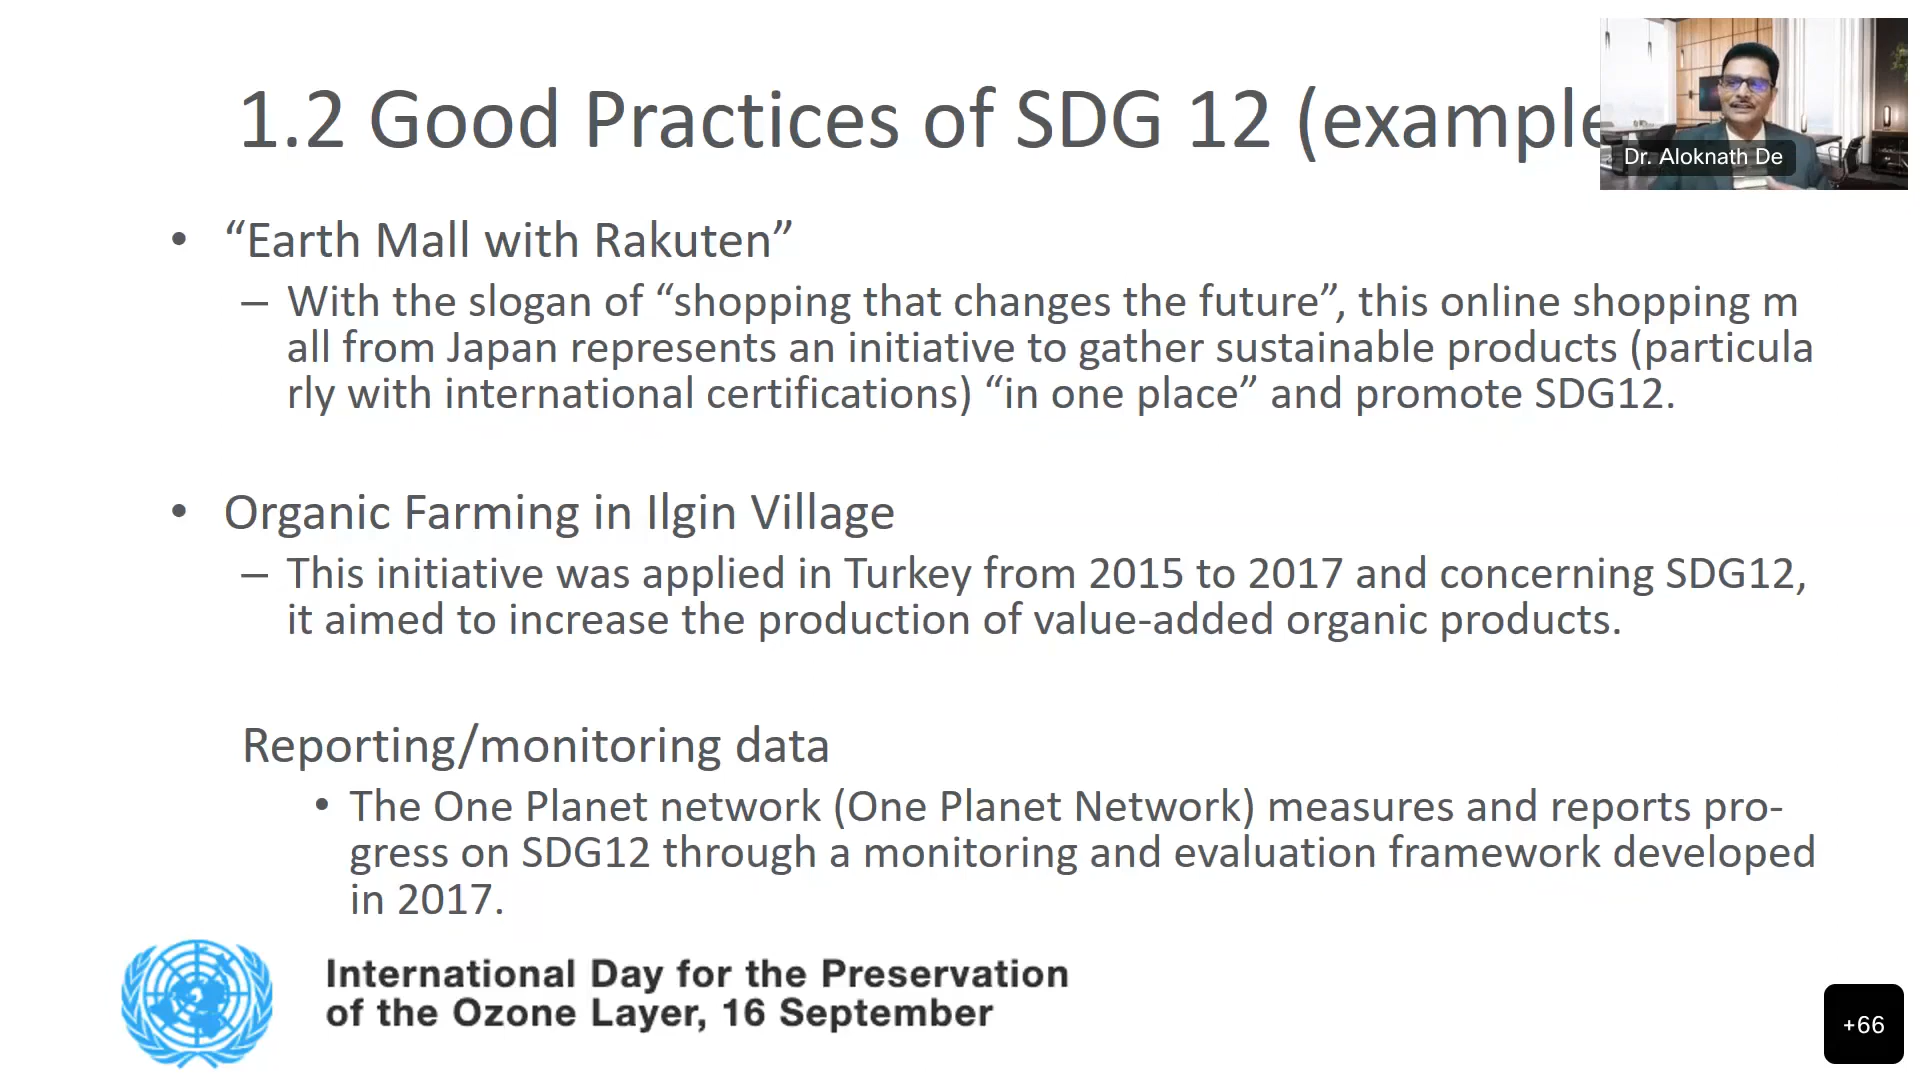 1.2 Good Practices of SDG 12 (example
Dr. Aloknath De
• “Earth Mall with Rakuten”
– With the slogan of “shopping that changes the future”, this online shopping m
all from Japan represents an initiative to gather sustainable products (particula
rly with international certifications) “in one place” and promote SDG12.
• Organic Farming in Ilgin Village
– This initiative was applied in Turkey from 2015 to 2017 and concerning SDG12,
it aimed to increase the production of value-added organic products.
Reporting/monitoring data
• The One Planet network (One Planet Network) measures and reports pro-
gress on SDG12 through a monitoring and evaluation framework developed
in 2017.
International Day for the Preservation
of the Ozone Layer, 16 September
+66